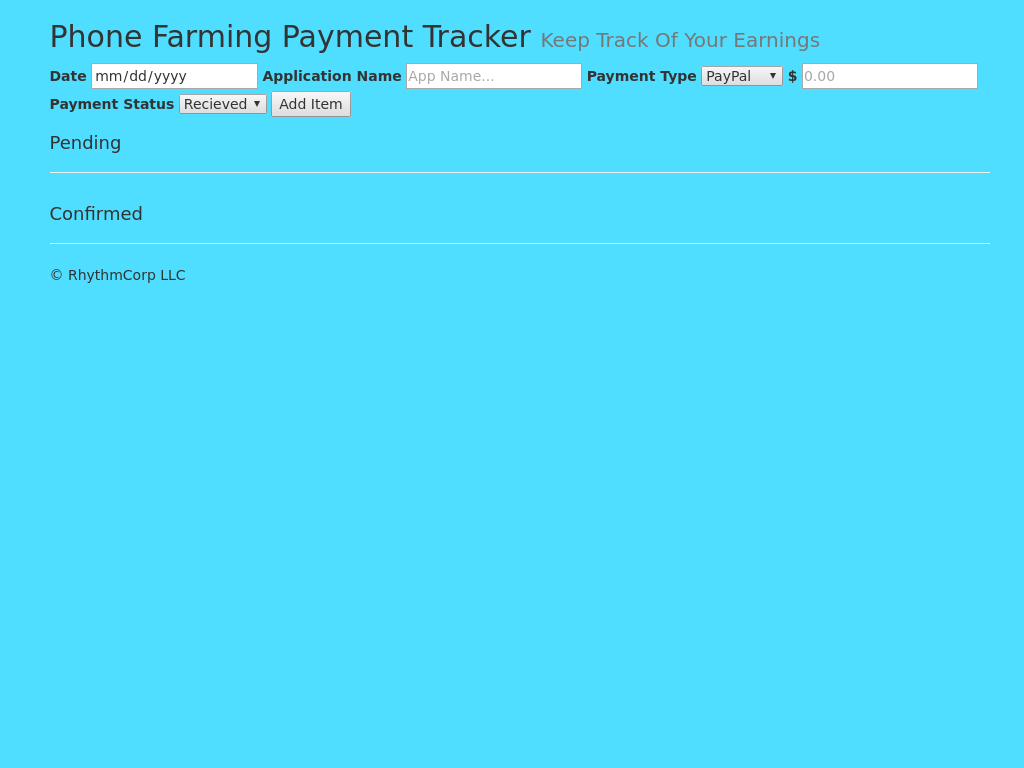 Phone Farming Payment Tracker Keep Track Of Your Earnings
Date mm/dd/yyyy Application Name App Name... Payment Type PayPal $ 0.00
Payment Status Recieved Add Item
Pending
Confirmed
© RhythmCorp LLC